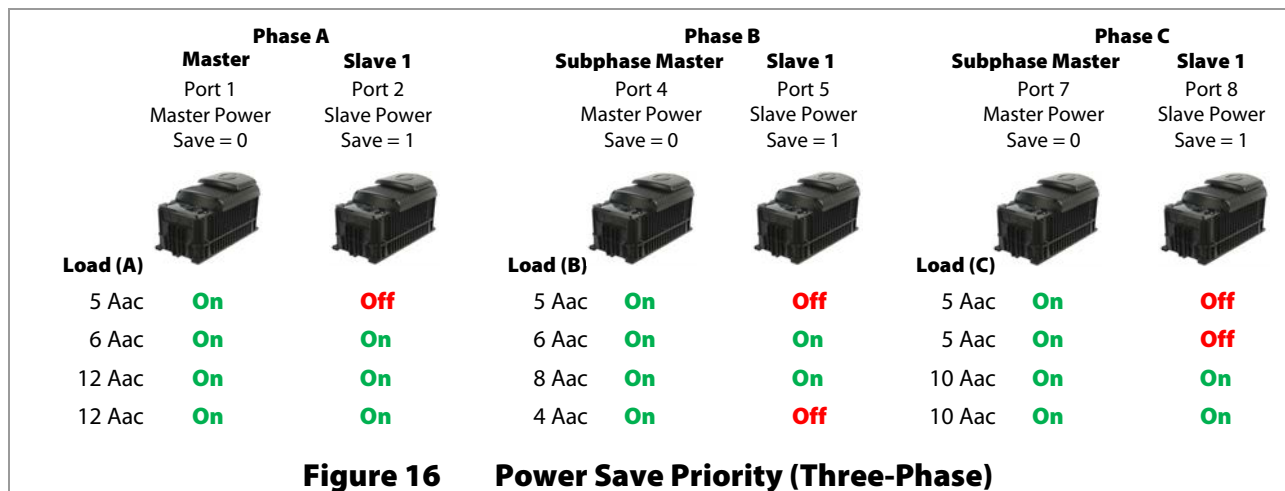 Phase A Phase B Phase C
Master Slave 1 Subphase Master Slave 1 Subphase Master Slave 1
Port 1 Port 2 Port 4 Port 5 Port 7 Port 8
Master Power Slave Power Master Power Slave Power Master Power Slave Power
Save = 0 Save = 1 Save = 0 Save = 1 Save = 0 Save = 1
Load (A) Load (B) Load (C)
5 Aac On Off 5 Aac On Off 5 Aac On Off
6 Aac On On 6 Aac On On 5 Aac On Off
12 Aac On On 8 Aac On On 10 Aac On On
12 Aac On On 4 Aac On Off 10 Aac On On
Figure 16 Power Save Priority (Three-Phase)